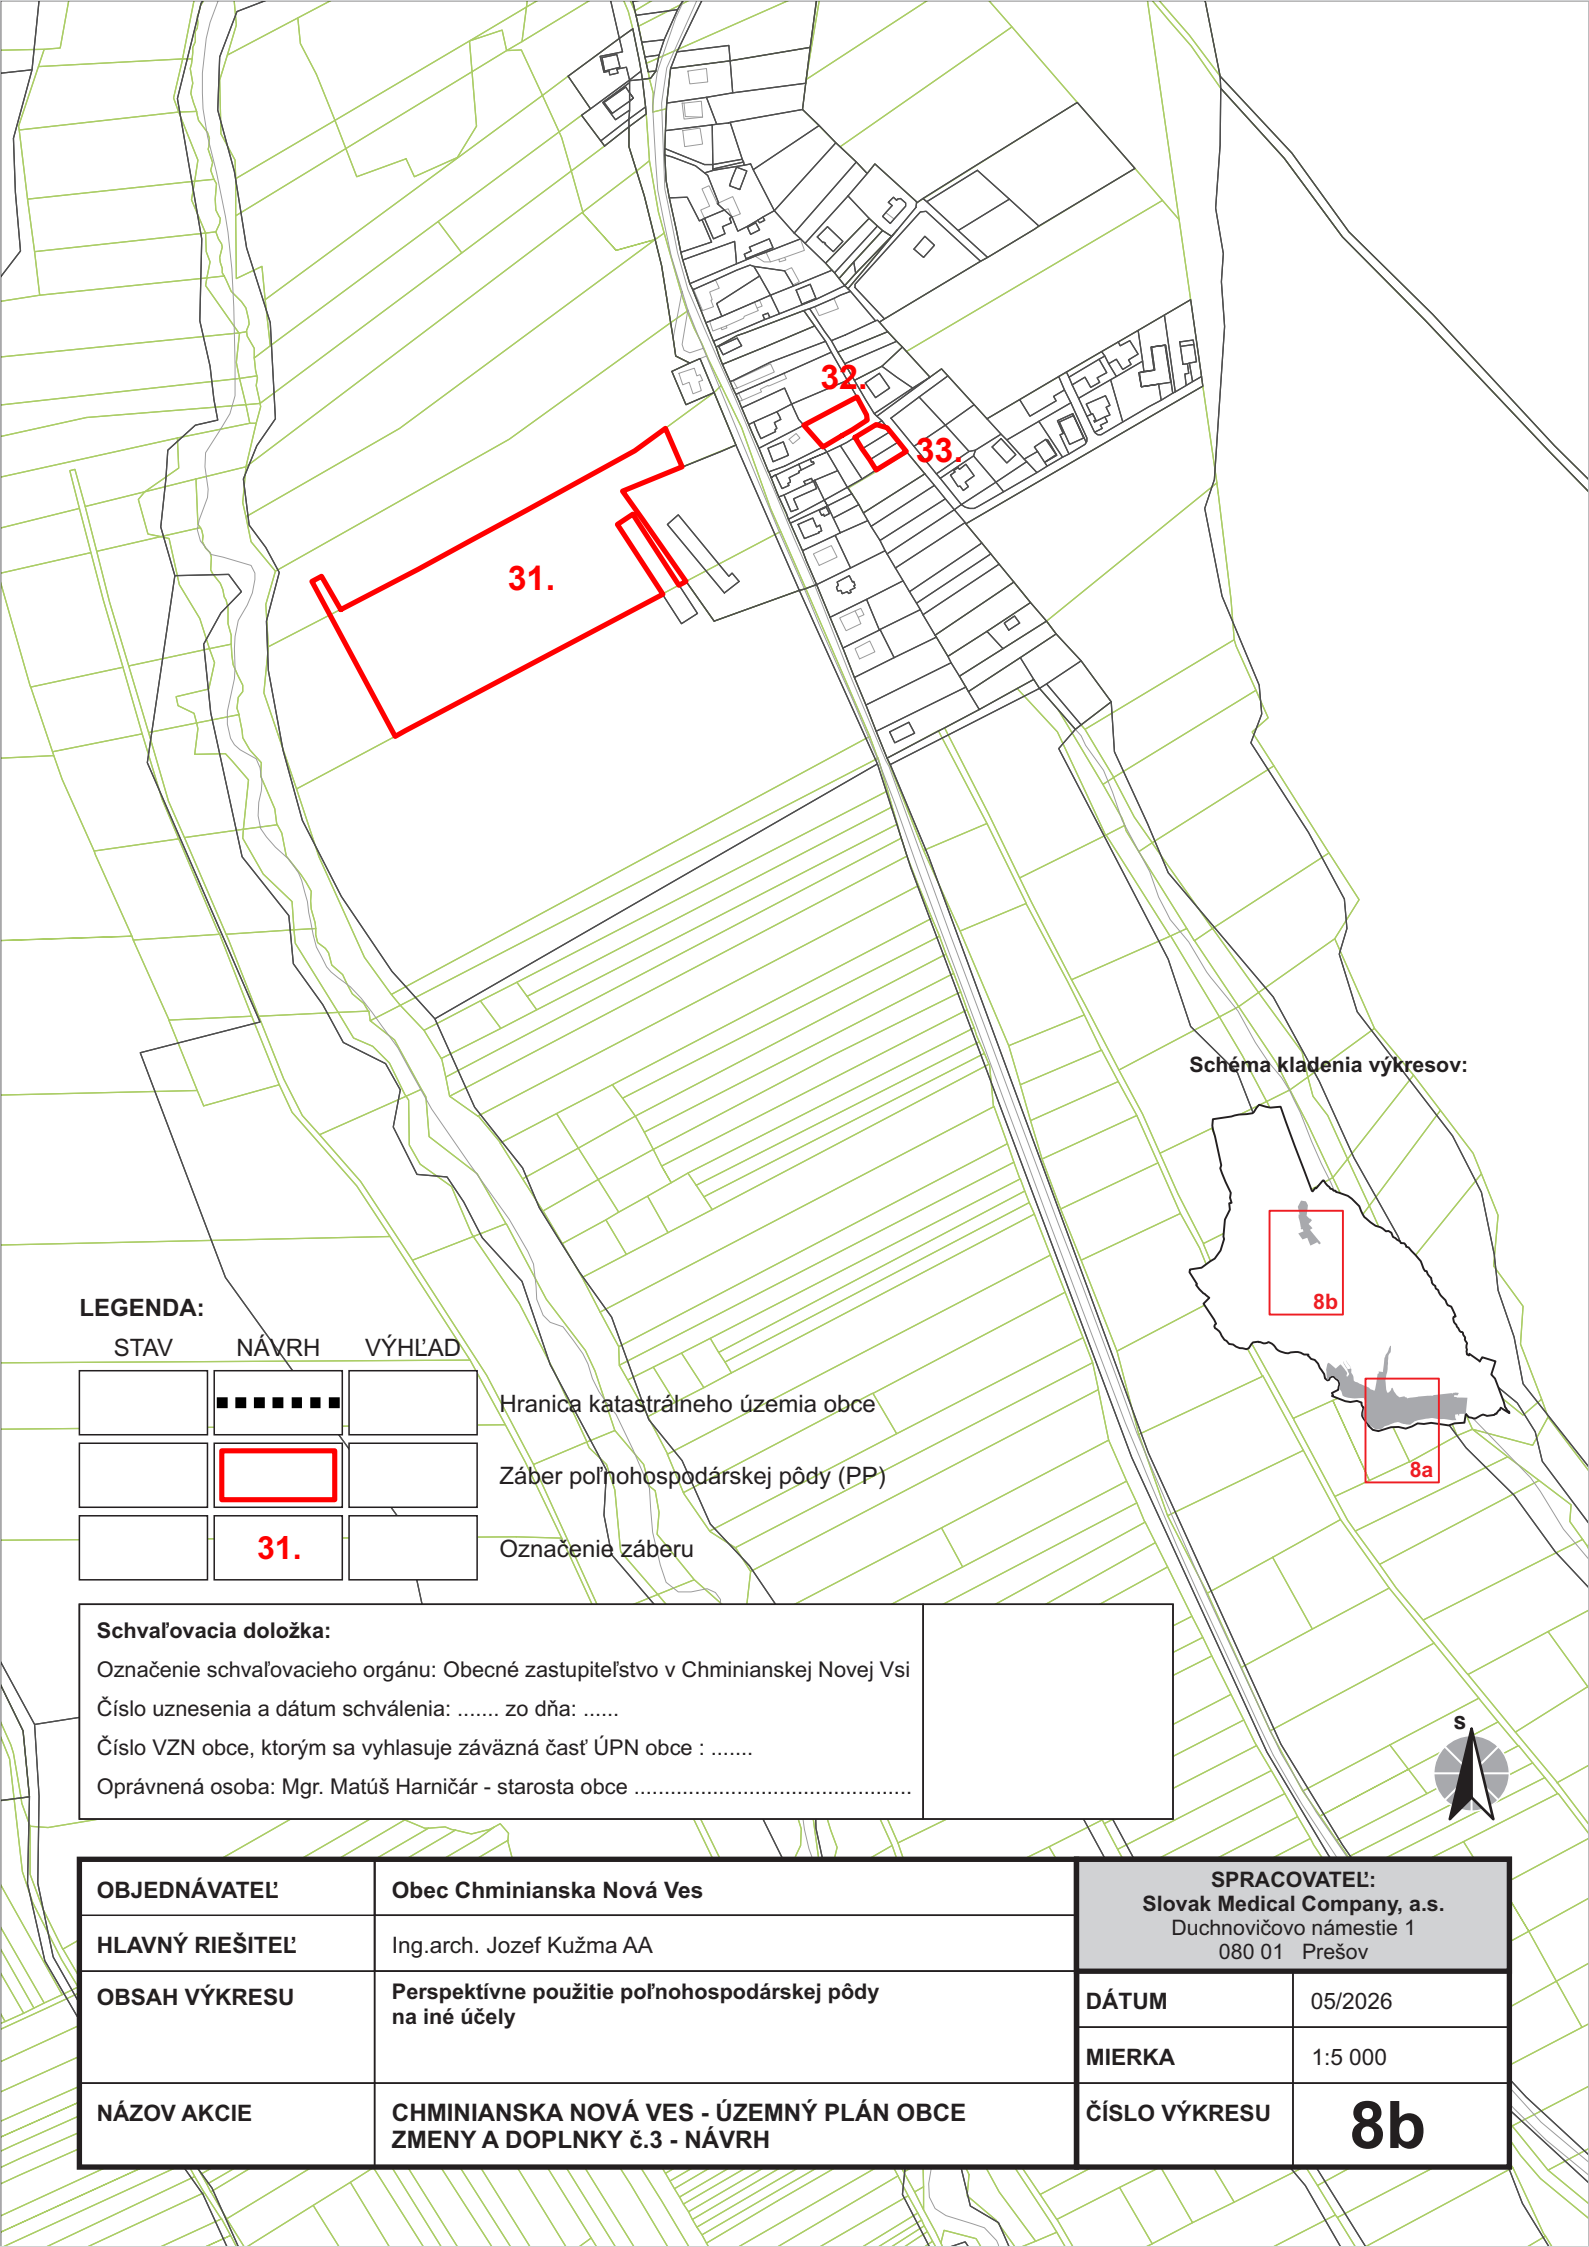 32.
33.
31.
Schéma kladenia výkresov:
8b
8a
LEGENDA:
STAV NÁVRH VÝHĽAD
Hranica katastrálneho územia obce
Záber poľnohospodárskej pôdy (PP)
31. Označenie záberu
Schvaľovacia doložka:
Označenie schvaľovacieho orgánu: Obecné zastupiteľstvo v Chminianskej Novej Vsi
Číslo uznesenia a dátum schválenia: ....... zo dňa: ......
Číslo VZN obce, ktorým sa vyhlasuje záväzná časť ÚPN obce : .......
Oprávnená osoba: Mgr. Matúš Harničár - starosta obce ..............................................
S
OBJEDNÁVATEĽ Obec Chminianska Nová Ves
HLAVNÝ RIEŠITEĽ Ing.arch. Jozef Kužma AA
OBSAH VÝKRESU Perspektívne použitie poľnohospodárskej pôdy
na iné účely
NÁZOV AKCIE CHMINIANSKA NOVÁ VES - ÚZEMNÝ PLÁN OBCE
ZMENY A DOPLNKY č.3 - NÁVRH
SPRACOVATEĽ:
Slovak Medical Company, a.s.
Duchnovičovo námestie 1
080 01 Prešov
DÁTUM 05/2026
MIERKA 1:5 000
ČÍSLO VÝKRESU 8b